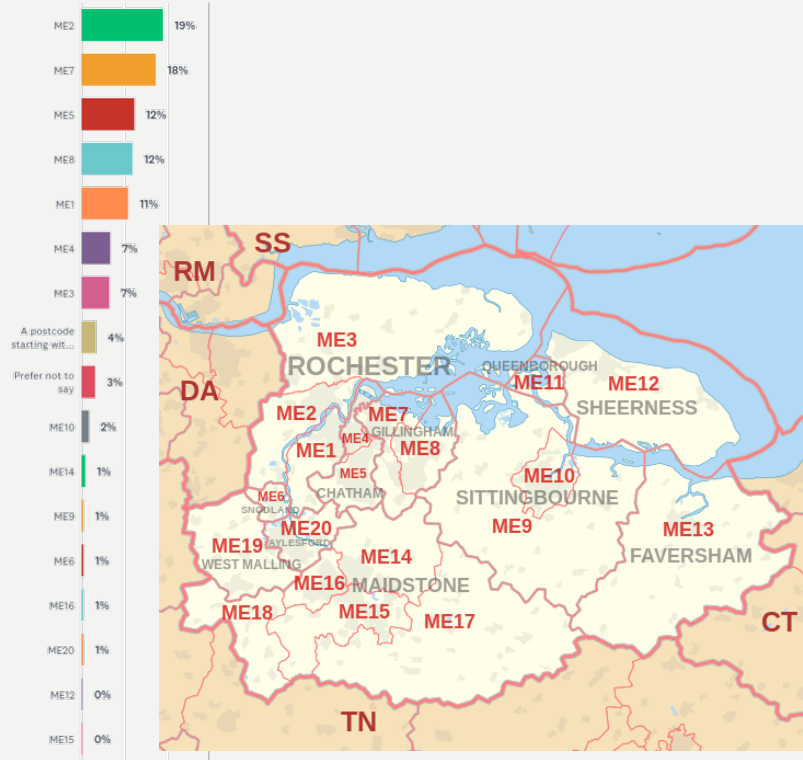 ME2 19%
ME7 18%
ME5 12%
ME8 12%
ME1 11%
ME4 7%
ME3 7%
A postcode
starting wit... 4%
Prefer not to
say 3%
ME10 2%
ME14 1%
ME9 1%
ME6 1%
ME16 1%
ME20 1%
ME12 0%
ME15 0%
SS
RM
ME3
ROCHESTER
QUEENBOROUGH
DA
ME11
ME12
SHEERNESS
ME2
ME7
GILLINGHAM
ME4
ME1
ME8
ME5
CHATHAM
ME10
SITTINGBOURNE
ME6
SNODLAND
ME9
ME20
AYLESFORD
ME13
FAVERSHAM
ME19
WEST MALLING
ME14
ME16
MAIDSTONE
ME18
ME15
ME17
CT
TN